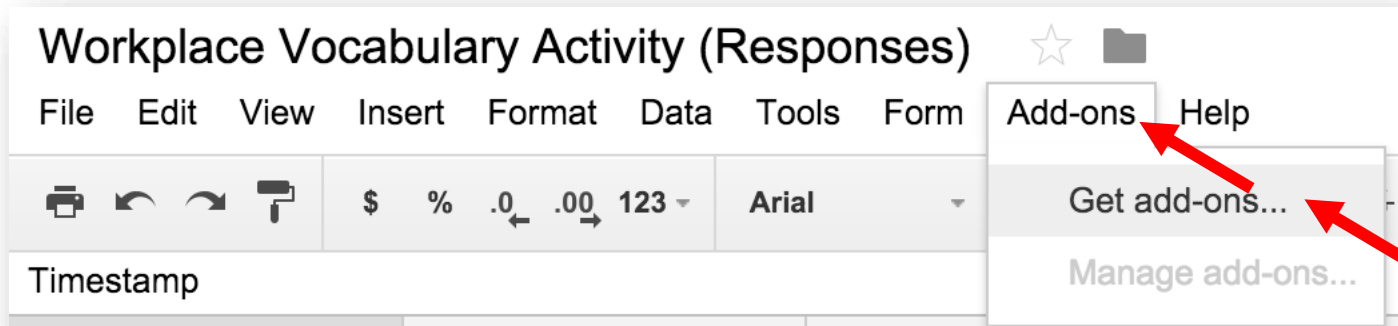 Workplace Vocabulary Activity (Responses)
File Edit View Insert Format Data Tools Form Add-ons Help
$ % .0 .00 123 Arial
Get add-ons...
Timestamp
Manage add-ons...